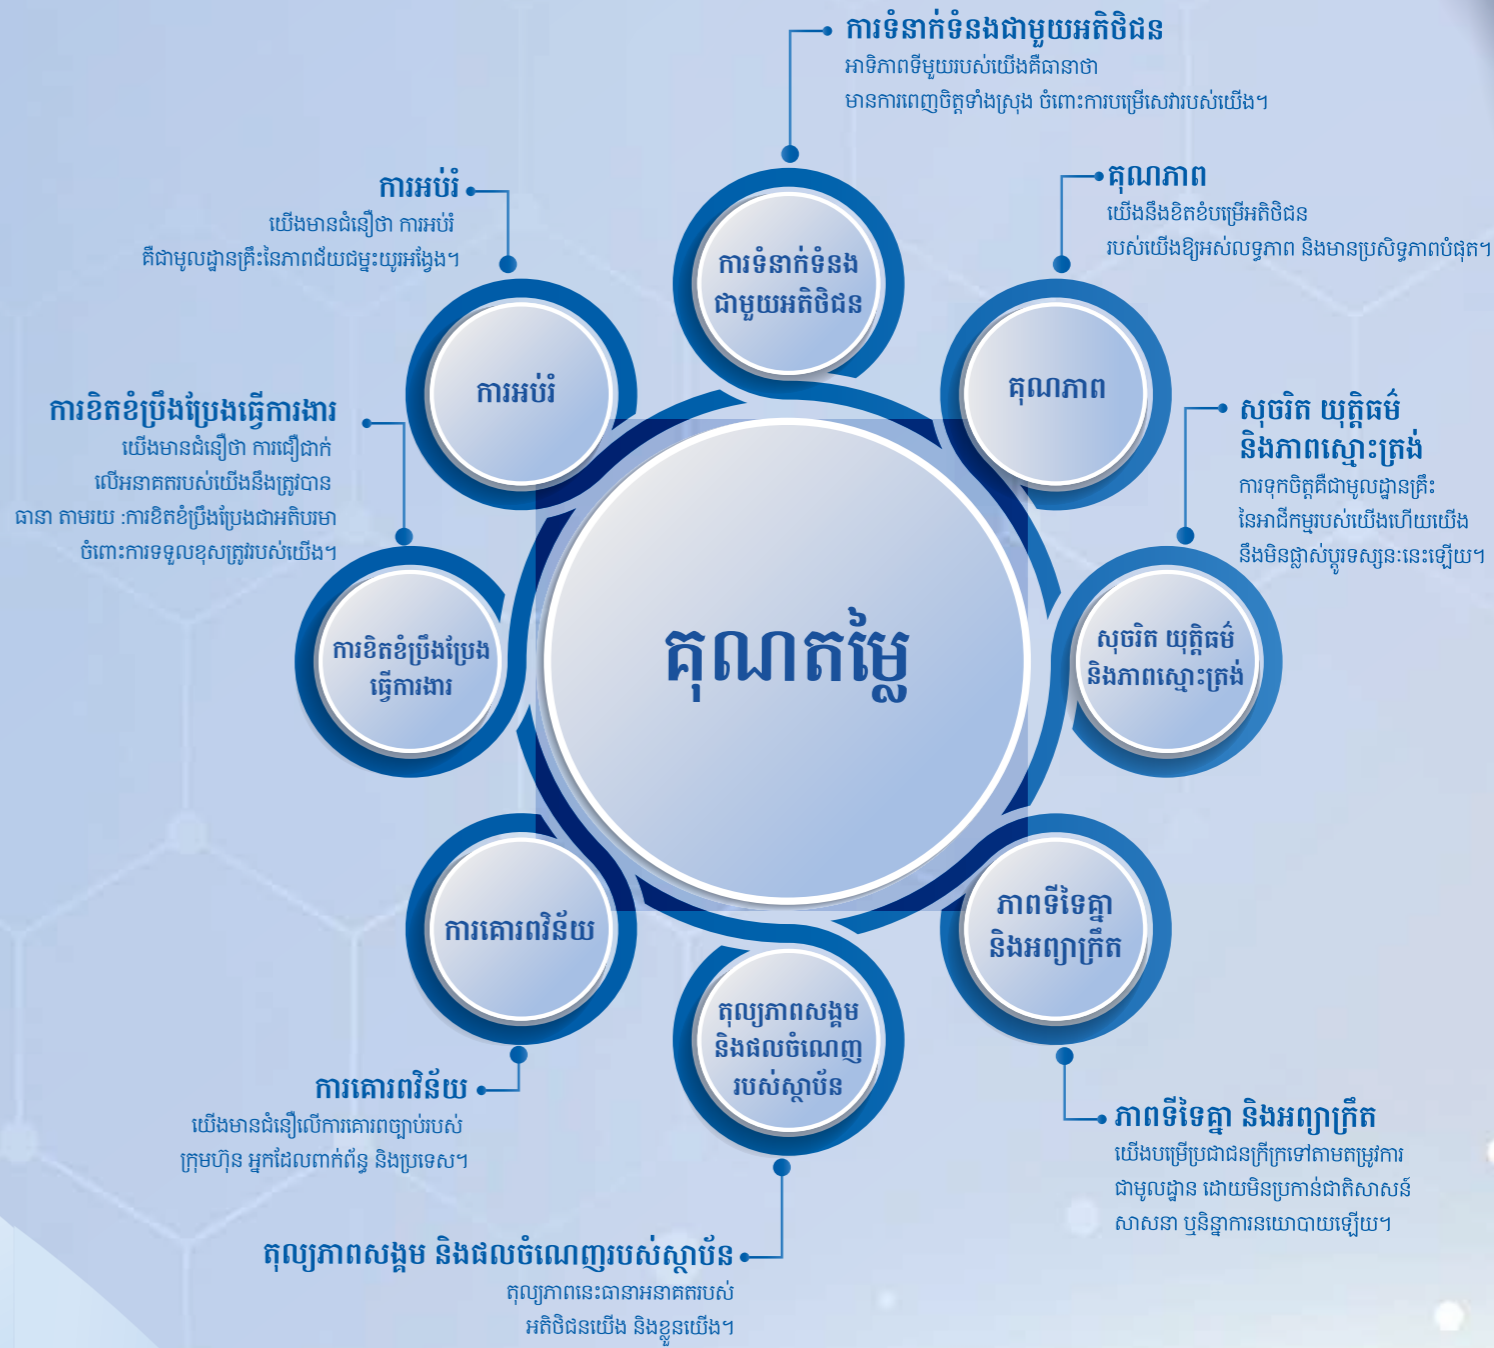 ការទំនាក់ទំនងជាមួយអតិថិជន
អាទិភាពទីមួយរបស់យើងគឺធានាថា
មានការពេញចិត្តទាំងស្រុង ចំពោះការបម្រើសេវារបស់យើង។
គុណភាព
យើងនឹងខិតខំបម្រើអតិថិជន
របស់យើងឱ្យអស់លទ្ធភាព និងមានប្រសិទ្ធភាពបំផុត។
សុចរិត យុត្តិធម៌
និងភាពស្មោះត្រង់
ការទុកចិត្តគឺជាមូលដ្ឋានគ្រឹះ
នៃអាជីវកម្មរបស់យើងហើយយើង
នឹងមិនផ្លាស់ប្តូរទស្សនៈនេះឡើយ។
ភាពទីទៃគ្នា និងអព្យាក្រឹត
យើងបម្រើប្រជាជនក្រីក្រទៅតាមតម្រូវការ
ជាមូលដ្ឋាន ដោយមិនប្រកាន់ជាតិសាសន៍
សាសនា ឬនិន្នាការនយោបាយឡើយ។
តុល្យភាពសង្គម និងផលចំណេញរបស់ស្ថាប័ន
តុល្យភាពនេះធានាអនាគតរបស់
អតិថិជនយើង និងខ្លួនយើង។
ការគោរពវិន័យ
យើងមានជំនឿលើការគោរពច្បាប់របស់
ក្រុមហ៊ុន អ្នកដែលពាក់ព័ន្ធ និងប្រទេស។
ការខិតខំប្រឹងប្រែងធ្វើការងារ
យើងមានជំនឿថា ការជឿជាក់
លើអនាគតរបស់យើងនឹងត្រូវបាន
ធានា តាមរយ :ការខិតខំប្រឹងប្រែងជាអតិបរមា
ចំពោះការទទួលខុសត្រូវរបស់យើង។
ការអប់រំ
យើងមានជំនឿថា ការអប់រំ
គឺជាមូលដ្ឋានគ្រឹះនៃភាពជ័យជម្នះយូរអង្វែង។
ការទំនាក់ទំនង
ជាមួយអតិថិជន
គុណភាព
សុចរិត យុត្តិធម៌
និងភាពស្មោះត្រង់
ភាពទីទៃគ្នា
និងអព្យាក្រឹត
តុល្យភាពសង្គម
និងផលចំណេញ
របស់ស្ថាប័ន
ការគោរពវិន័យ
ការខិតខំប្រឹងប្រែង
ធ្វើការងារ
ការអប់រំ
គុណតម្លៃ